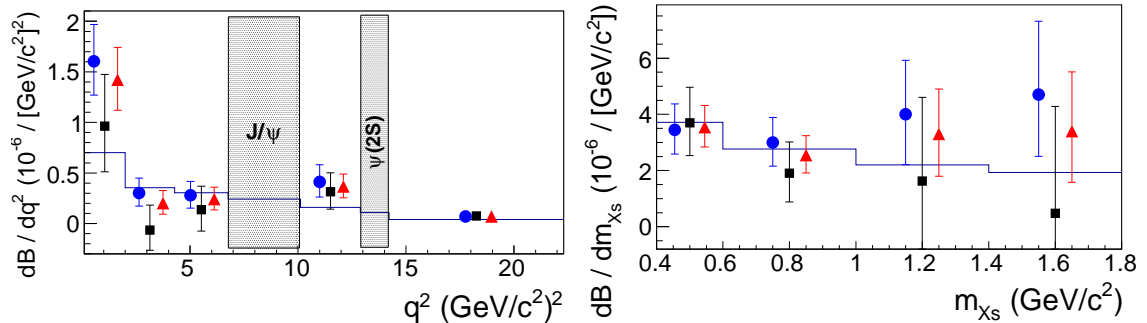 dB / dq² (10⁻⁶ / [GeV/c²]²)
2
1.5
1
0.5
0
J/ψ
ψ(2S)
5 10 15 20
q² (GeV/c²)²
dB / dm_Xs (10⁻⁶ / [GeV/c²])
6
4
2
0
0.4 0.6 0.8 1 1.2 1.4 1.6 1.8
m_Xs (GeV/c²)